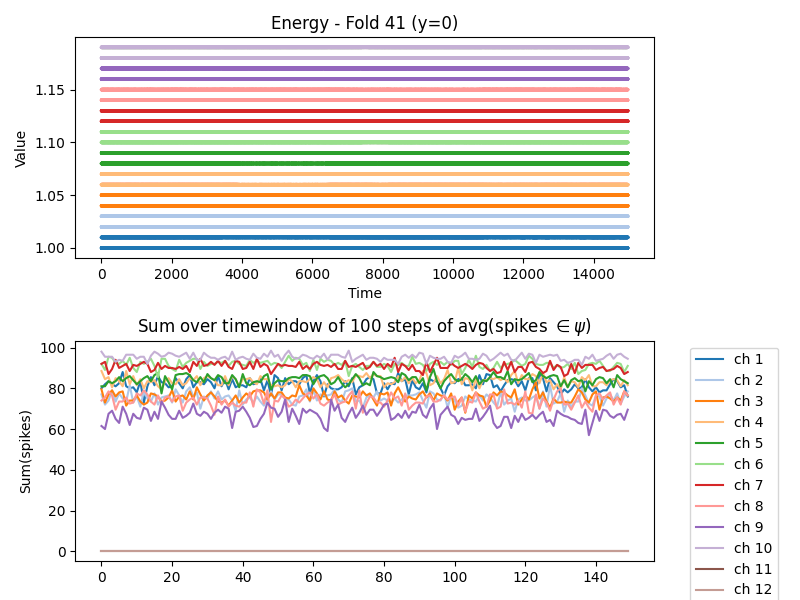 Energy - Fold 41 (y=0)
Value
1.15
1.10
1.05
1.00
0 2000 4000 6000 8000 10000 12000 14000
Time
Sum over timewindow of 100 steps of avg(spikes ∈ ψ)
Sum(spikes)
100
80
60
40
20
0
0 20 40 60 80 100 120 140
ch 1
ch 2
ch 3
ch 4
ch 5
ch 6
ch 7
ch 8
ch 9
ch 10
ch 11
ch 12